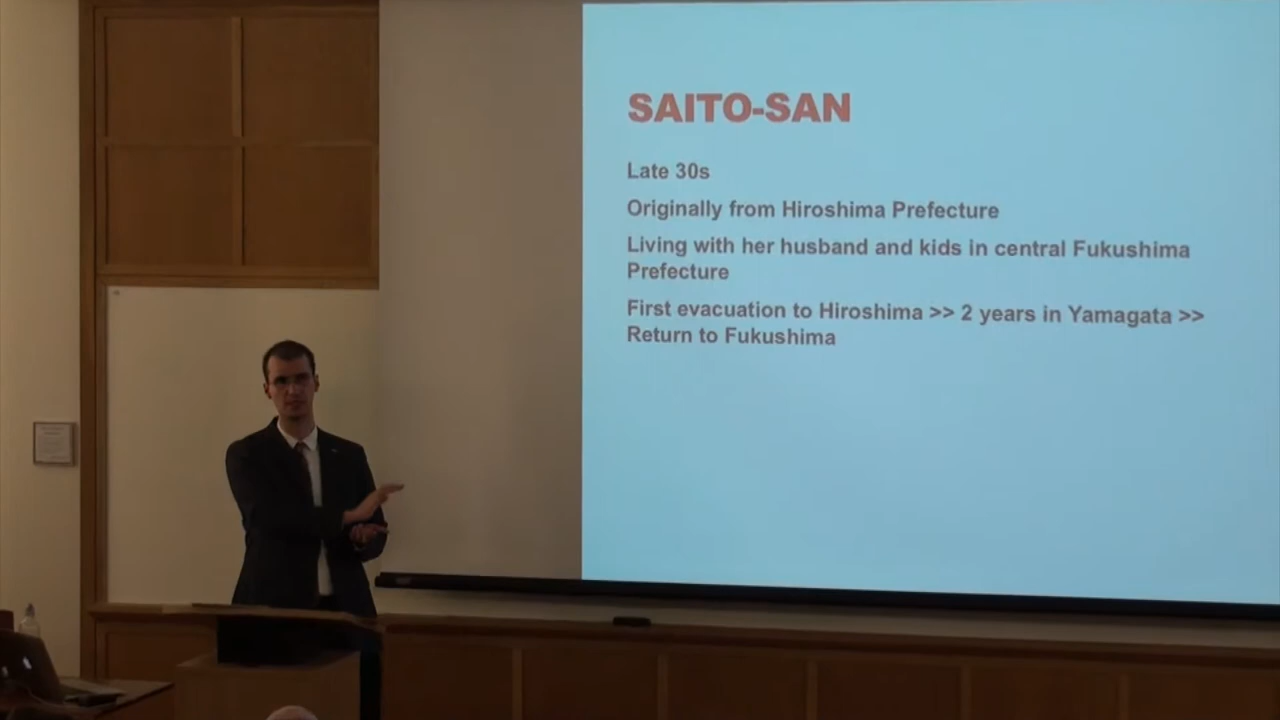 SAITO-SAN
Late 30s
Originally from Hiroshima Prefecture
Living with her husband and kids in central Fukushima
Prefecture
First evacuation to Hiroshima >> 2 years in Yamagata >>
Return to Fukushima